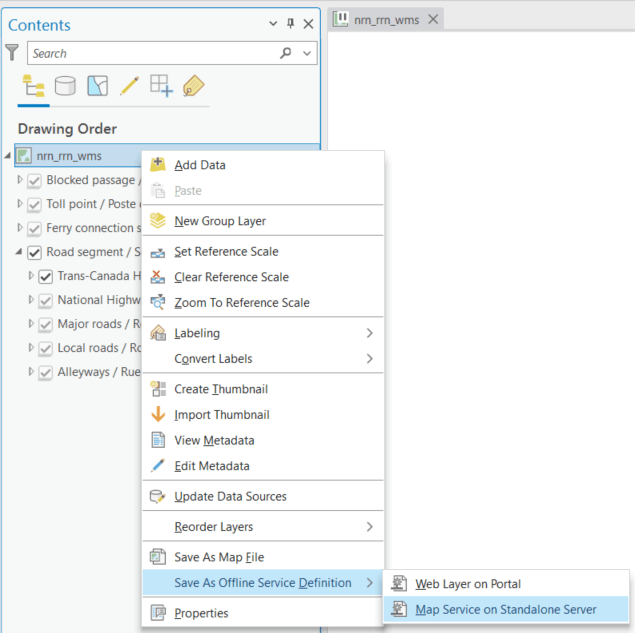 Contents
nrn_rrn_wms
Search
Drawing Order
nrn_rrn_wms
Blocked passage /
Toll point / Poste
Ferry connection
Road segment /
Trans-Canada
National
Major roads /
Local roads /
Alleyways / Rue
Add Data
Paste
New Group Layer
Set Reference Scale
Clear Reference Scale
Zoom To Reference Scale
Labeling
Convert Labels
Create Thumbnail
Import Thumbnail
View Metadata
Edit Metadata
Update Data Sources
Reorder Layers
Save As Map File
Save As Offline Service Definition
Web Layer on Portal
Map Service on Standalone Server
Properties